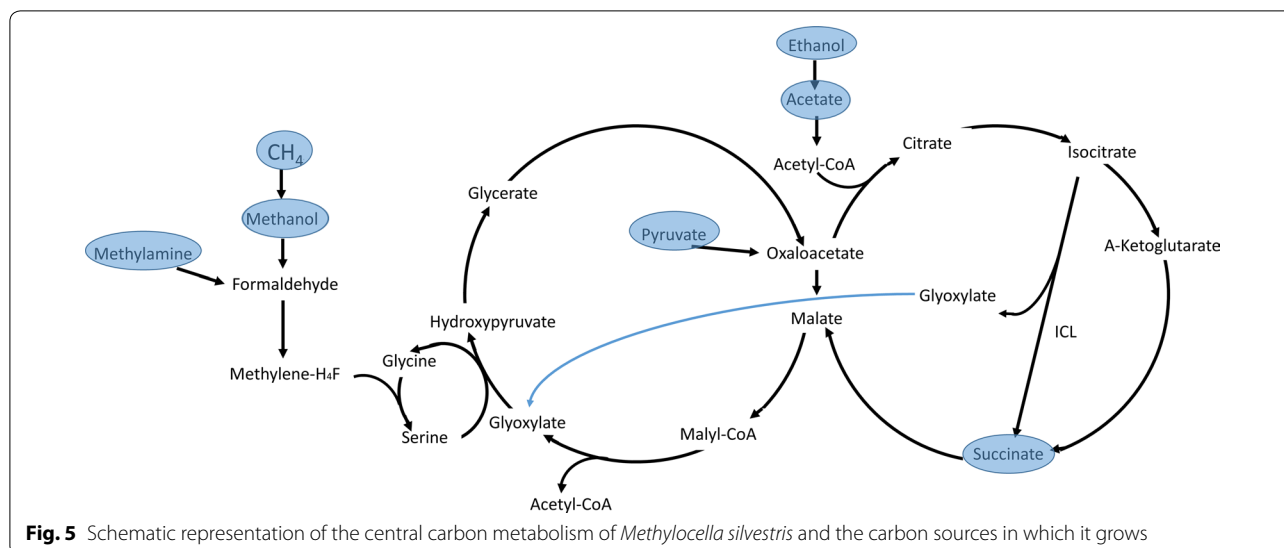 Ethanol
Acetate
Citrate
CH₄
Acetyl-CoA
Isocitrate
Glycerate
Methanol
Pyruvate
A-Ketoglutarate
Methylamine
Oxaloacetate
Formaldehyde
Glyoxylate
Hydroxypyruvate
Malate
ICL
Glycine
Methylene-H₄F
Glyoxylate
Serine
Malyl-CoA
Succinate
Acetyl-CoA
Fig. 5 Schematic representation of the central carbon metabolism of Methylocella silvestris and the carbon sources in which it grows